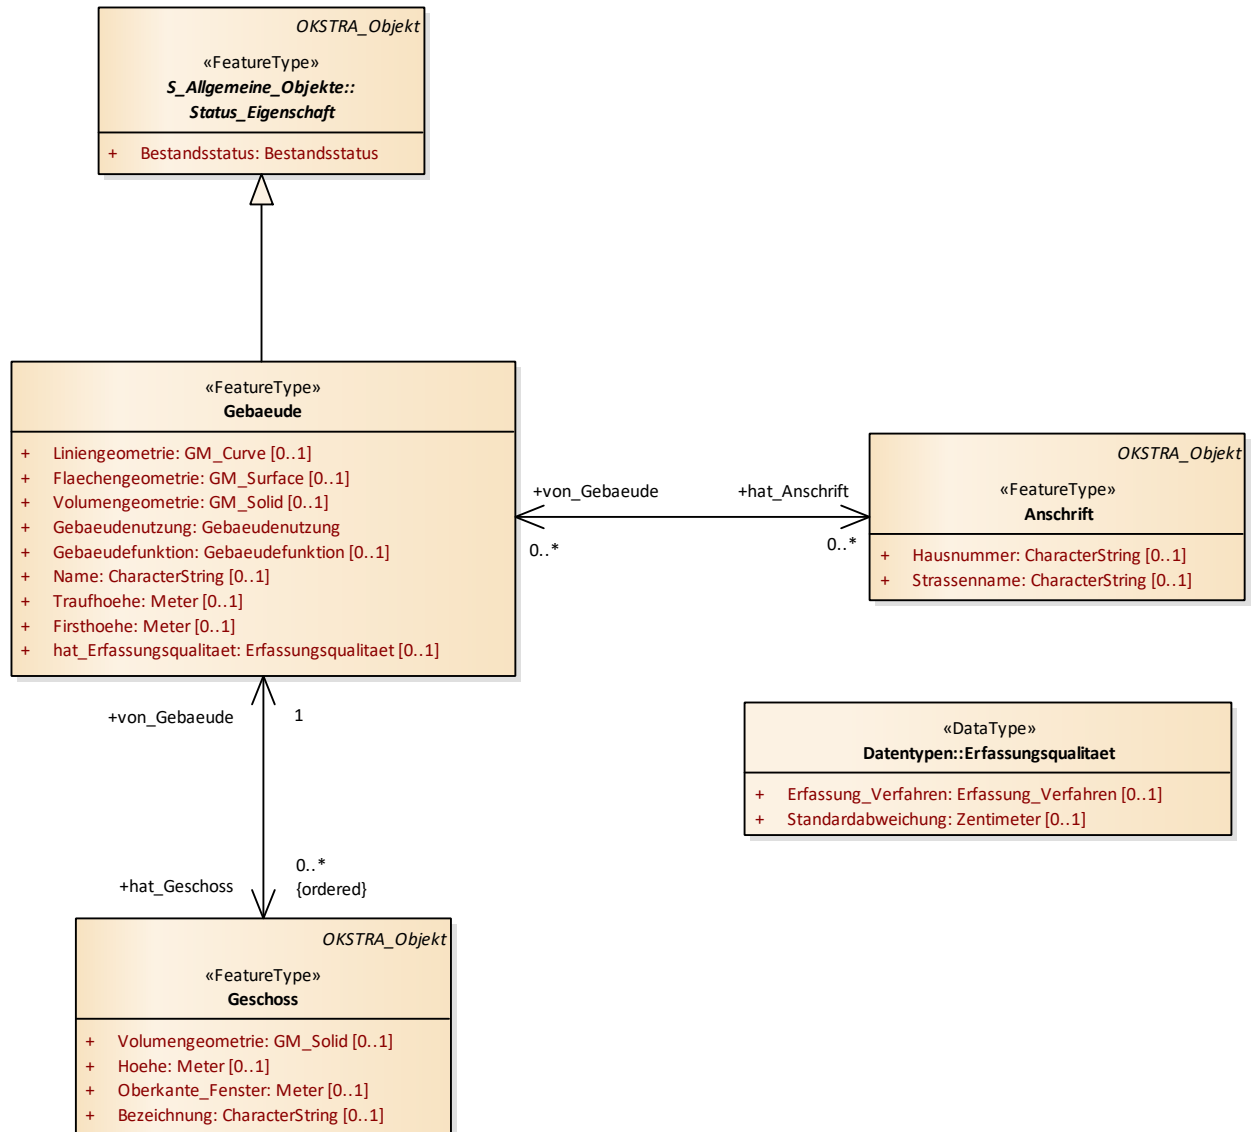 OKSTRA_Objekt
«FeatureType»
S_Allgemeine_Objekte::
Status_Eigenschaft
+ Bestandsstatus: Bestandsstatus
«FeatureType»
Gebaeude
+ Liniengeometrie: GM_Curve [0..1]
+ Flaechengeometrie: GM_Surface [0..1]
+ Volumengeometrie: GM_Solid [0..1]
+ Gebaeudenutzung: Gebaeudenutzung
+ Gebaeudefunktion: Gebaeudefunktion [0..1]
+ Name: CharacterString [0..1]
+ Traufhoehe: Meter [0..1]
+ Firsthoehe: Meter [0..1]
+ hat_Erfassungsqualitaet: Erfassungsqualitaet [0..1]
+von_Gebaeude
+hat_Anschrift
0..*
0..*
OKSTRA_Objekt
«FeatureType»
Anschrift
+ Hausnummer: CharacterString [0..1]
+ Strassenname: CharacterString [0..1]
+von_Gebaeude
1
«DataType»
Datentypen::Erfassungsqualitaet
+ Erfassung_Verfahren: Erfassung_Verfahren [0..1]
+ Standardabweichung: Zentimeter [0..1]
+hat_Geschoss
0..*
{ordered}
OKSTRA_Objekt
«FeatureType»
Geschoss
+ Volumengeometrie: GM_Solid [0..1]
+ Hoehe: Meter [0..1]
+ Oberkante_Fenster: Meter [0..1]
+ Bezeichnung: CharacterString [0..1]